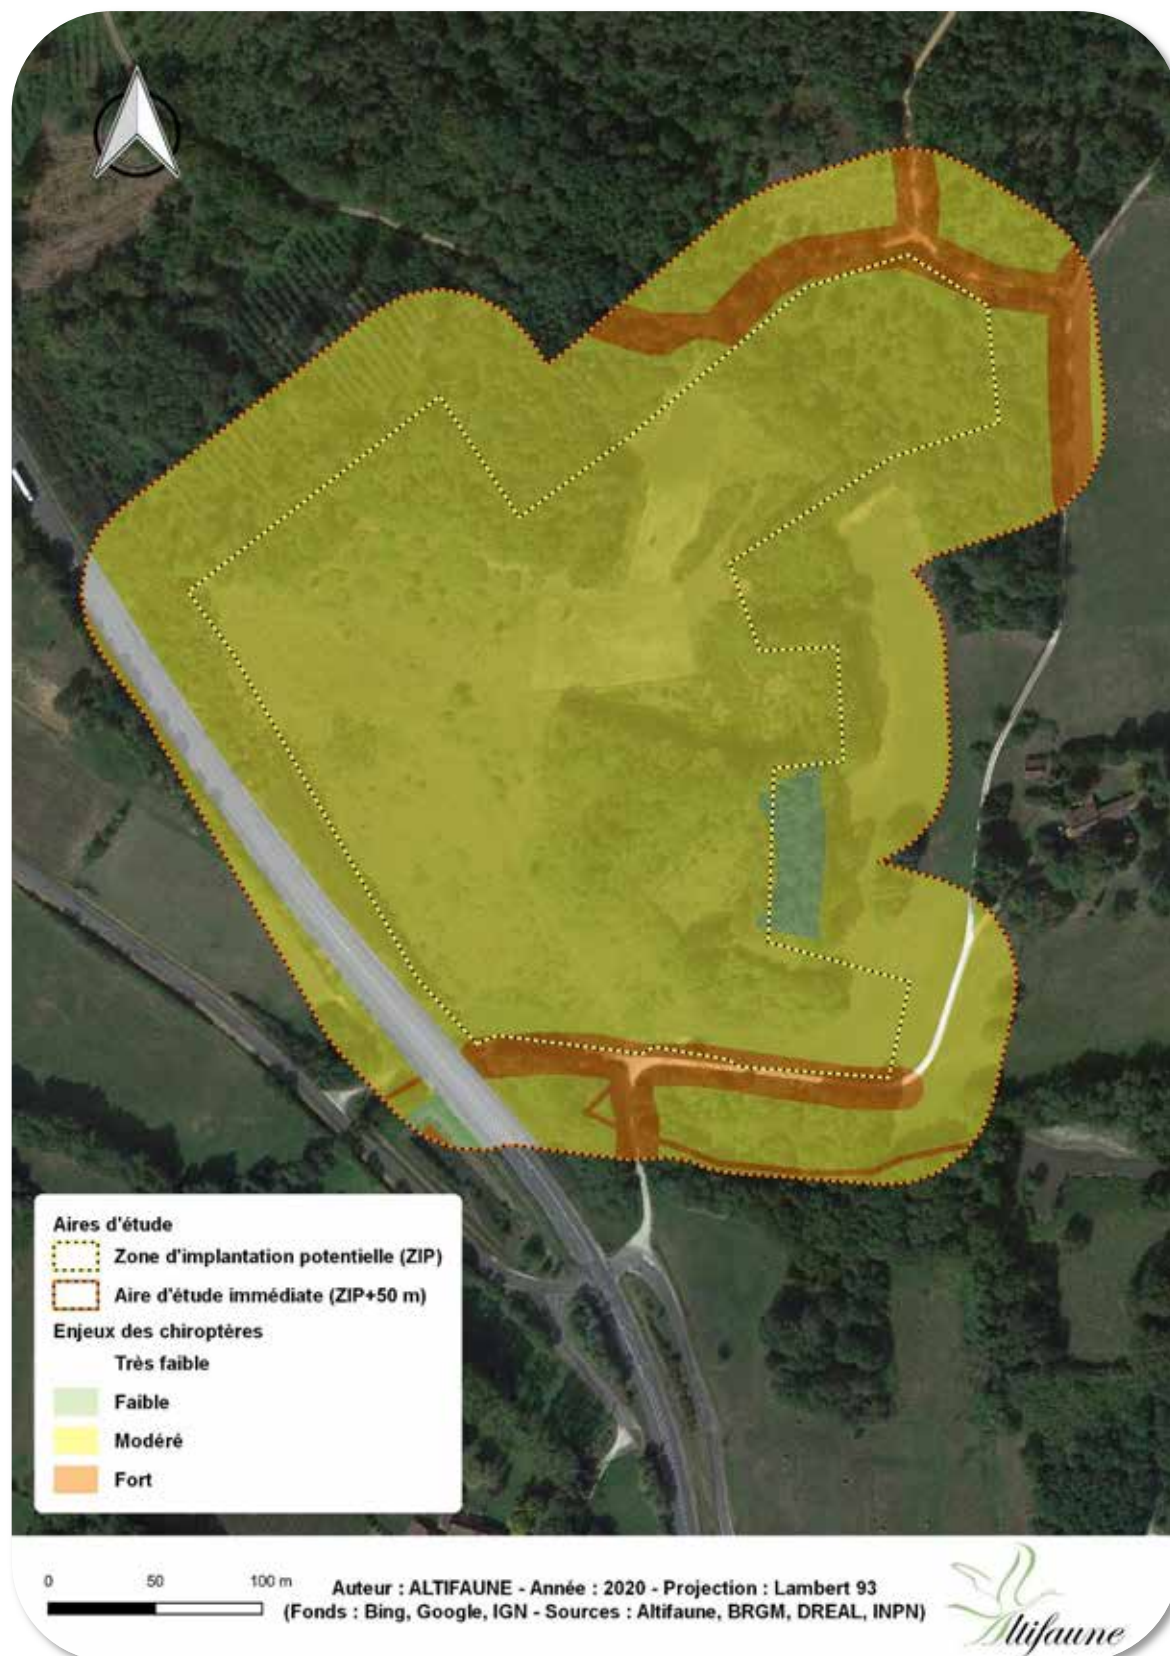 Aires d'étude
Zone d'implantation potentielle (ZIP)
Aire d'étude immédiate (ZIP+50 m)
Enjeux des chiroptères
Très faible
Faible
Modéré
Fort
0 50 100 m
Auteur : ALTIFAUNE - Année : 2020 - Projection : Lambert 93
(Fonds : Bing, Google, IGN - Sources : Altifaune, BRGM, DREAL, INPN)
Altifaune